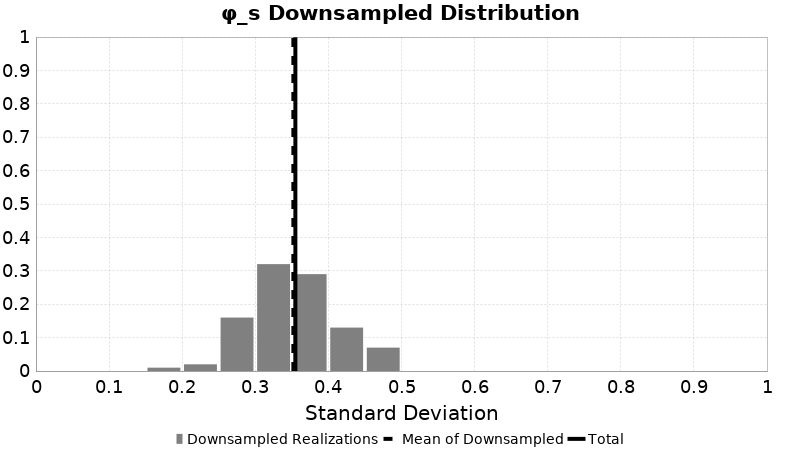 φ_s Downsampled Distribution
1
0.9
0.8
0.7
0.6
0.5
0.4
0.3
0.2
0.1
0
0 0.1 0.2 0.3 0.4 0.5 0.6 0.7 0.8 0.9 1
Standard Deviation
Downsampled Realizations Mean of Downsampled Total